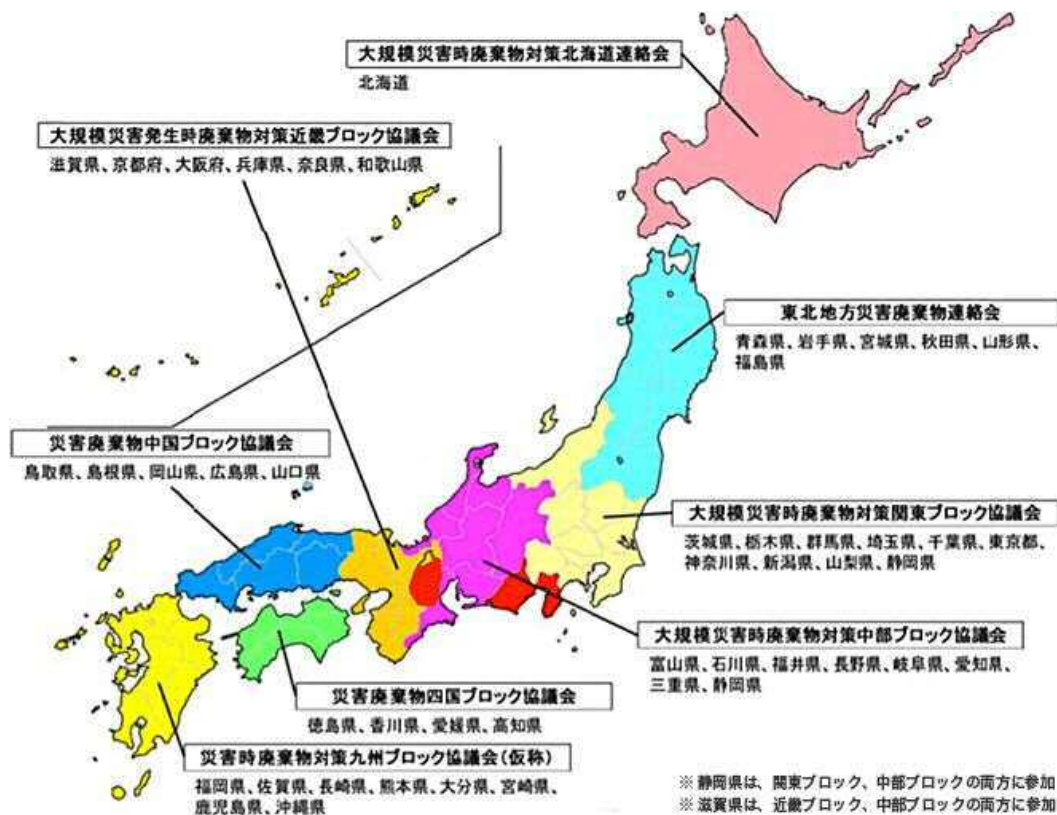 大規模災害時廃棄物対策北海道連絡会
北海道
大規模災害発生時廃棄物対策近畿ブロック協議会
滋賀県、京都府、大阪府、兵庫県、奈良県、和歌山県
東北地方災害廃棄物連絡会
青森県、岩手県、宮城県、秋田県、山形県、
福島県
災害廃棄物中国ブロック協議会
鳥取県、島根県、岡山県、広島県、山口県
大規模災害時廃棄物対策関東ブロック協議会
茨城県、栃木県、群馬県、埼玉県、千葉県、東京都、
神奈川県、新潟県、山梨県、静岡県
大規模災害時廃棄物対策中部ブロック協議会
富山県、石川県、福井県、長野県、岐阜県、愛知県、
三重県、静岡県
災害廃棄物四国ブロック協議会
徳島県、香川県、愛媛県、高知県
災害時廃棄物対策九州ブロック協議会(仮称)
福岡県、佐賀県、長崎県、熊本県、大分県、宮崎県、
鹿児島県、沖縄県
※静岡県は、関東ブロック、中部ブロックの両方に参加
※滋賀県は、近畿ブロック、中部ブロックの両方に参加